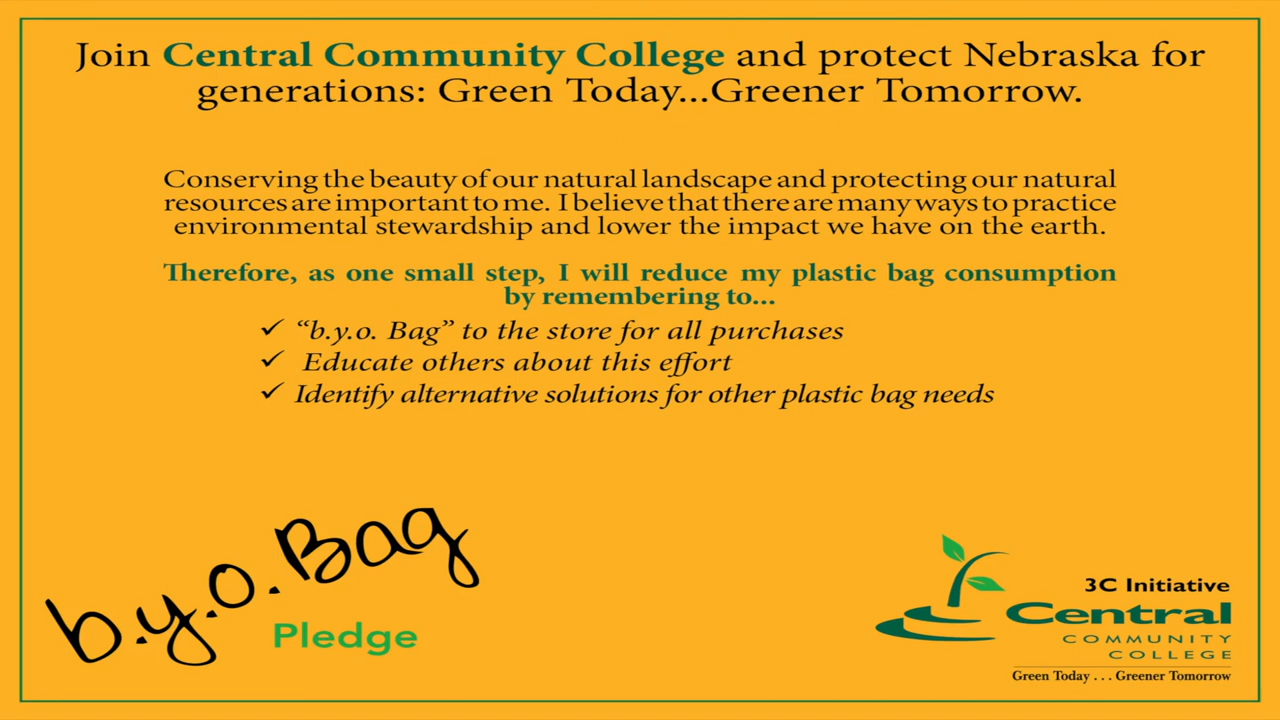 Join Central Community College and protect Nebraska for
generations: Green Today...Greener Tomorrow.
Conserving the beauty of our natural landscape and protecting our natural
resources are important to me. I believe that there are many ways to practice
environmental stewardship and lower the impact we have on the earth.
Therefore, as one small step, I will reduce my plastic bag consumption
by remembering to...
✓ “b.y.o. Bag” to the store for all purchases
✓ Educate others about this effort
✓ Identify alternative solutions for other plastic bag needs
b.y.o. Bag
Pledge
3C Initiative
Central
COMMUNITY
COLLEGE
Green Today . . . Greener Tomorrow